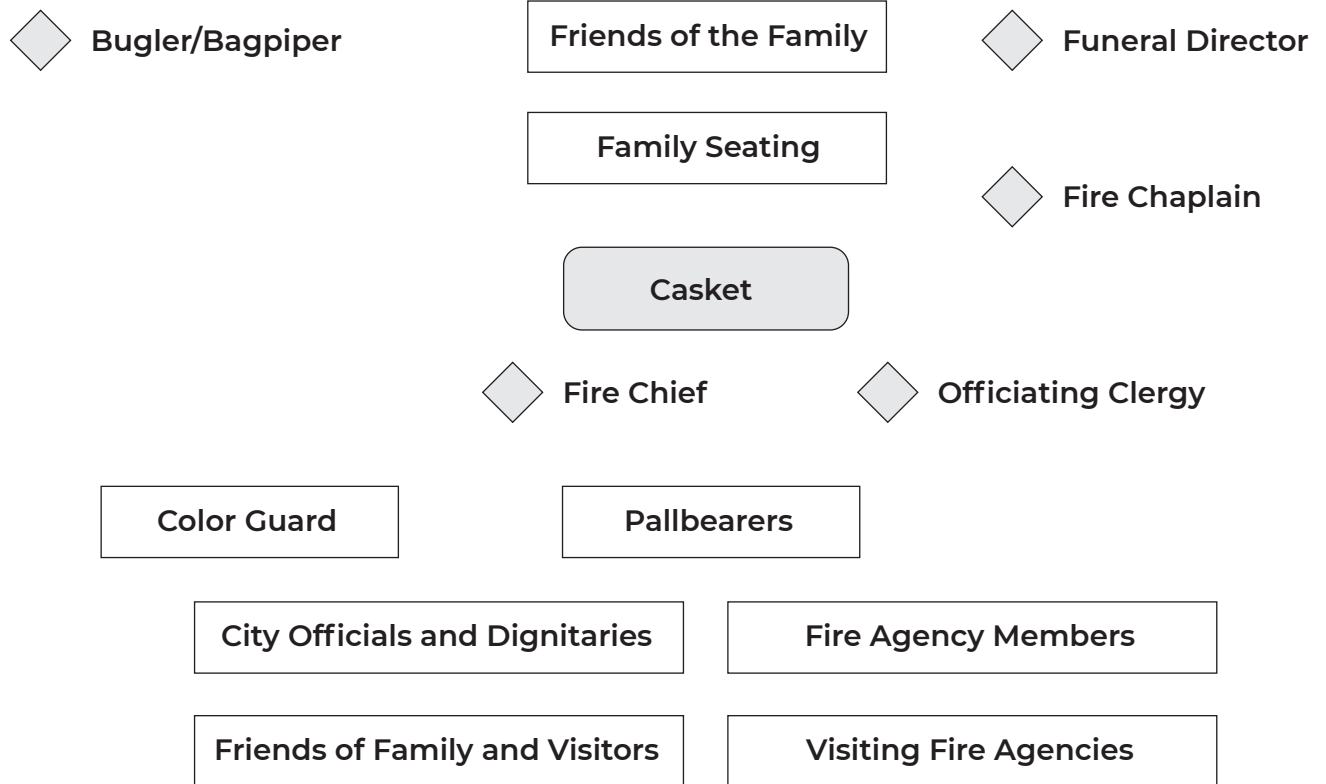 Bugler/Bagpiper
Friends of the Family
Funeral Director
Family Seating
Fire Chaplain
Casket
Fire Chief
Officiating Clergy
Color Guard
Pallbearers
City Officials and Dignitaries
Fire Agency Members
Friends of Family and Visitors
Visiting Fire Agencies